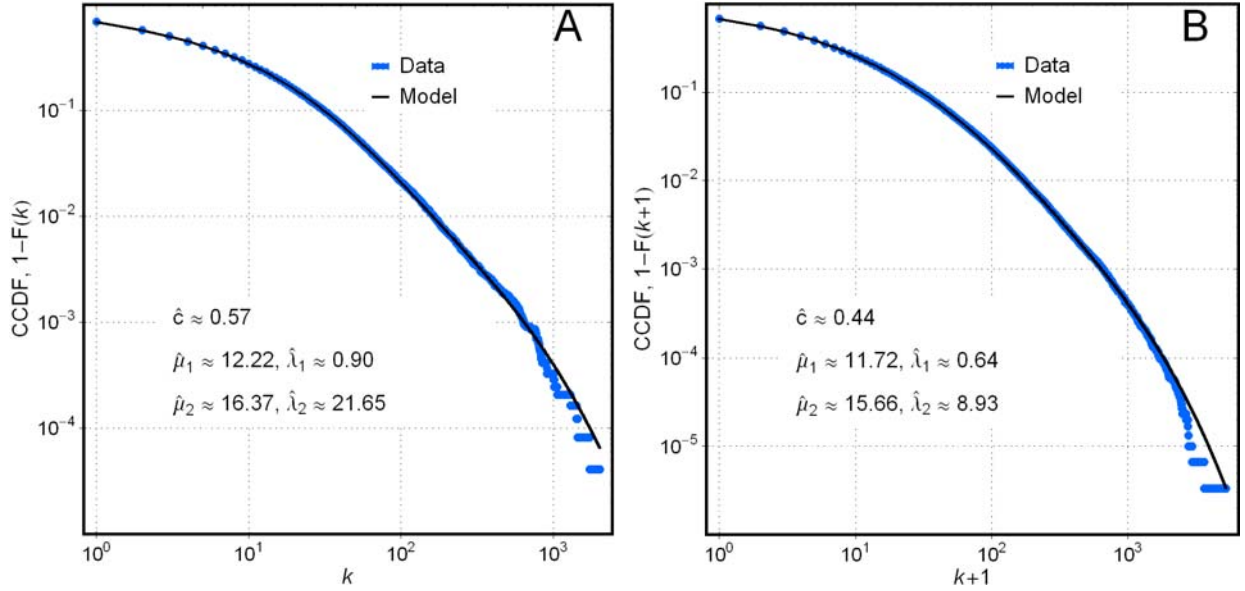 A
Data
Model
10⁻¹
10⁻²
10⁻³
10⁻⁴
CCDF, 1−F(k)
ĉ ≈ 0.57
μ̂₁ ≈ 12.22, λ̂₁ ≈ 0.90
μ̂₂ ≈ 16.37, λ̂₂ ≈ 21.65
10⁰ 10¹ 10² 10³
k
B
Data
Model
10⁻¹
10⁻²
10⁻³
10⁻⁴
10⁻⁵
CCDF, 1−F(k+1)
ĉ ≈ 0.44
μ̂₁ ≈ 11.72, λ̂₁ ≈ 0.64
μ̂₂ ≈ 15.66, λ̂₂ ≈ 8.93
10⁰ 10¹ 10² 10³
k+1